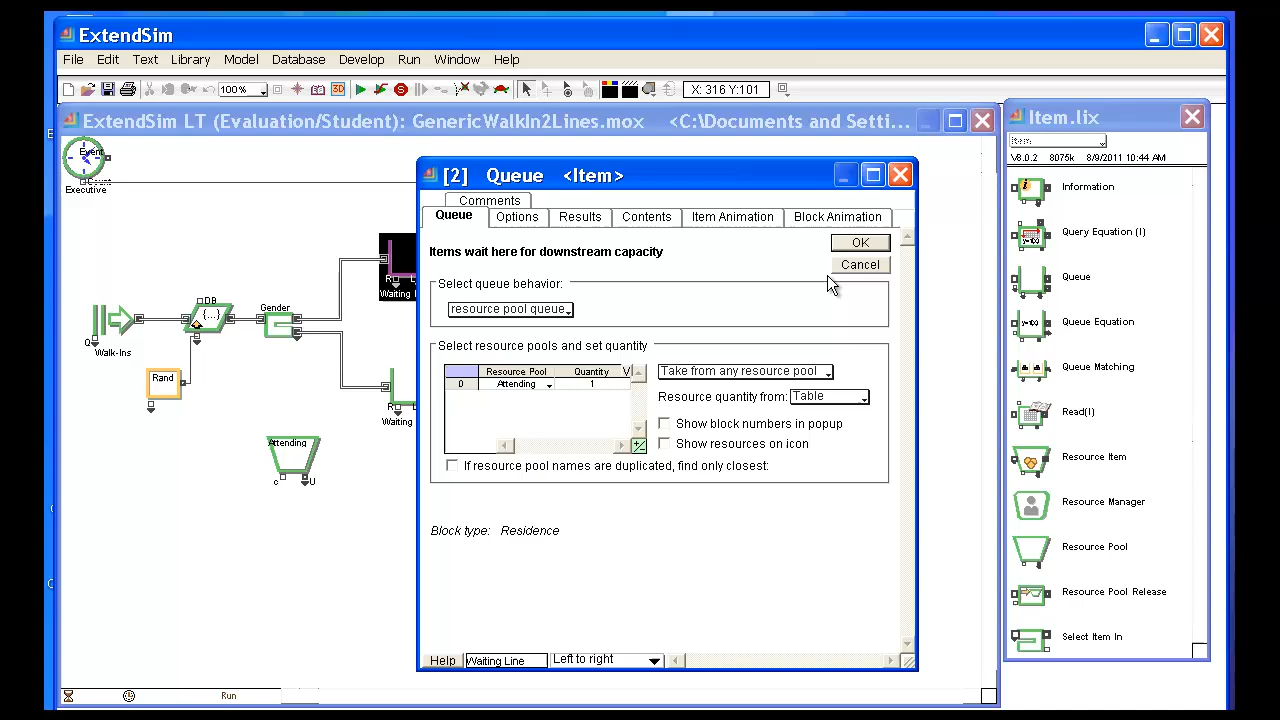 ExtendSim
File Edit Text Library Model Database Develop Run Window Help
100% 3D X: 316 Y:101
ExtendSim LT (Evaluation/Student): GenericWalkIn2Lines.mox <C:\Documents and Setti...
Event
Count
Executive
Q
Walk-Ins
DB
{...}
Gender
Rand
R L
Waiting
R
Waiting
Attending
c U
Run
[2] Queue <Item>
Comments
Queue Options Results Contents Item Animation Block Animation
Items wait here for downstream capacity
OK
Cancel
Select queue behavior:
resource pool queue
Select resource pools and set quantity
Resource Pool Quantity
0 Attending 1
Take from any resource pool
Resource quantity from: Table
Show block numbers in popup
Show resources on icon
If resource pool names are duplicated, find only closest:
Block type: Residence
Help Waiting Line Left to right
Item.lix
Item
V8.0.2 8075k 8/9/2011 10:44 AM
Information
Query Equation (I)
y=f(x)
Queue
Queue Equation
y=f(x)
Queue Matching
Read(I)
Resource Item
Resource Manager
Resource Pool
Resource Pool Release
Select Item In